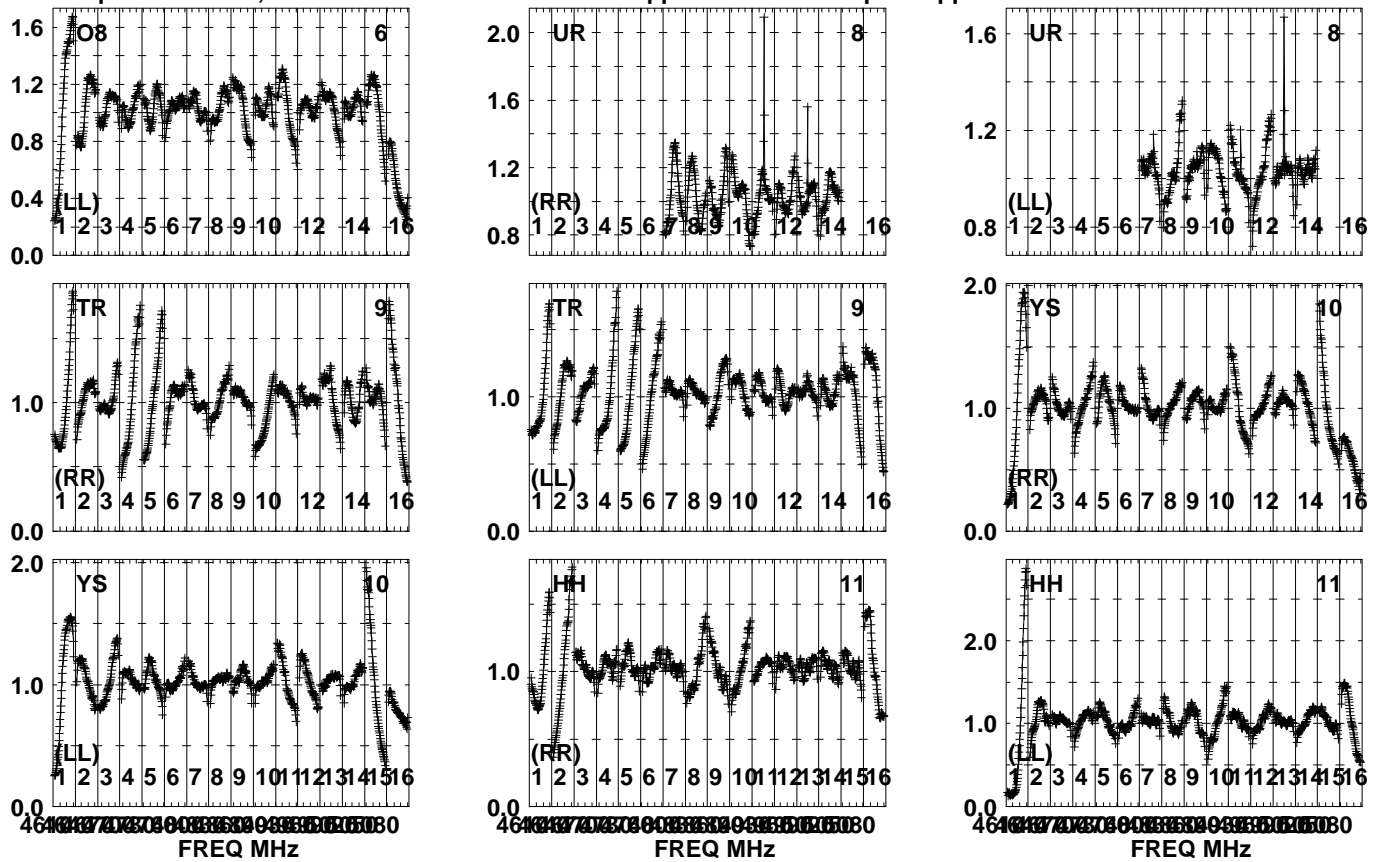 1.6 O8 6
1.2
0.8
0.4 (LL)
1 2 3 4 5 6 7 8 9 10 12 14 16
0.0
UR 8
2.0
1.6
1.2
(RR)
0.8 1 2 3 4 5 6 7 8 9 10 12 14 16
1.6 UR 8
1.2
(LL)
0.8 1 2 3 4 5 6 7 8 9 10 12 14 16
TR 9
1.0
(RR)
1 2 3 4 5 6 7 8 9 10 12 14 16
0.0
TR 9
1.0
(LL)
1 2 3 4 5 6 7 8 9 10 12 14 16
0.0
2.0 YS 10
1.0
(RR)
1 2 3 4 5 6 7 8 9 10 12 14 16
0.0
2.0 YS 10
1.0
(LL)
1 2 3 4 5 6 7 8 9 10 11 12 13 15 16
0.0
FREQ MHz
HH 11
1.0
(RR)
1 2 3 4 5 6 7 8 9 10 11 12 13 14 15 16
0.0
FREQ MHz
HH 11
2.0
1.0
(LL)
1 2 3 4 5 6 7 8 9 10 11 12 13 14 15 16
0.0
FREQ MHz